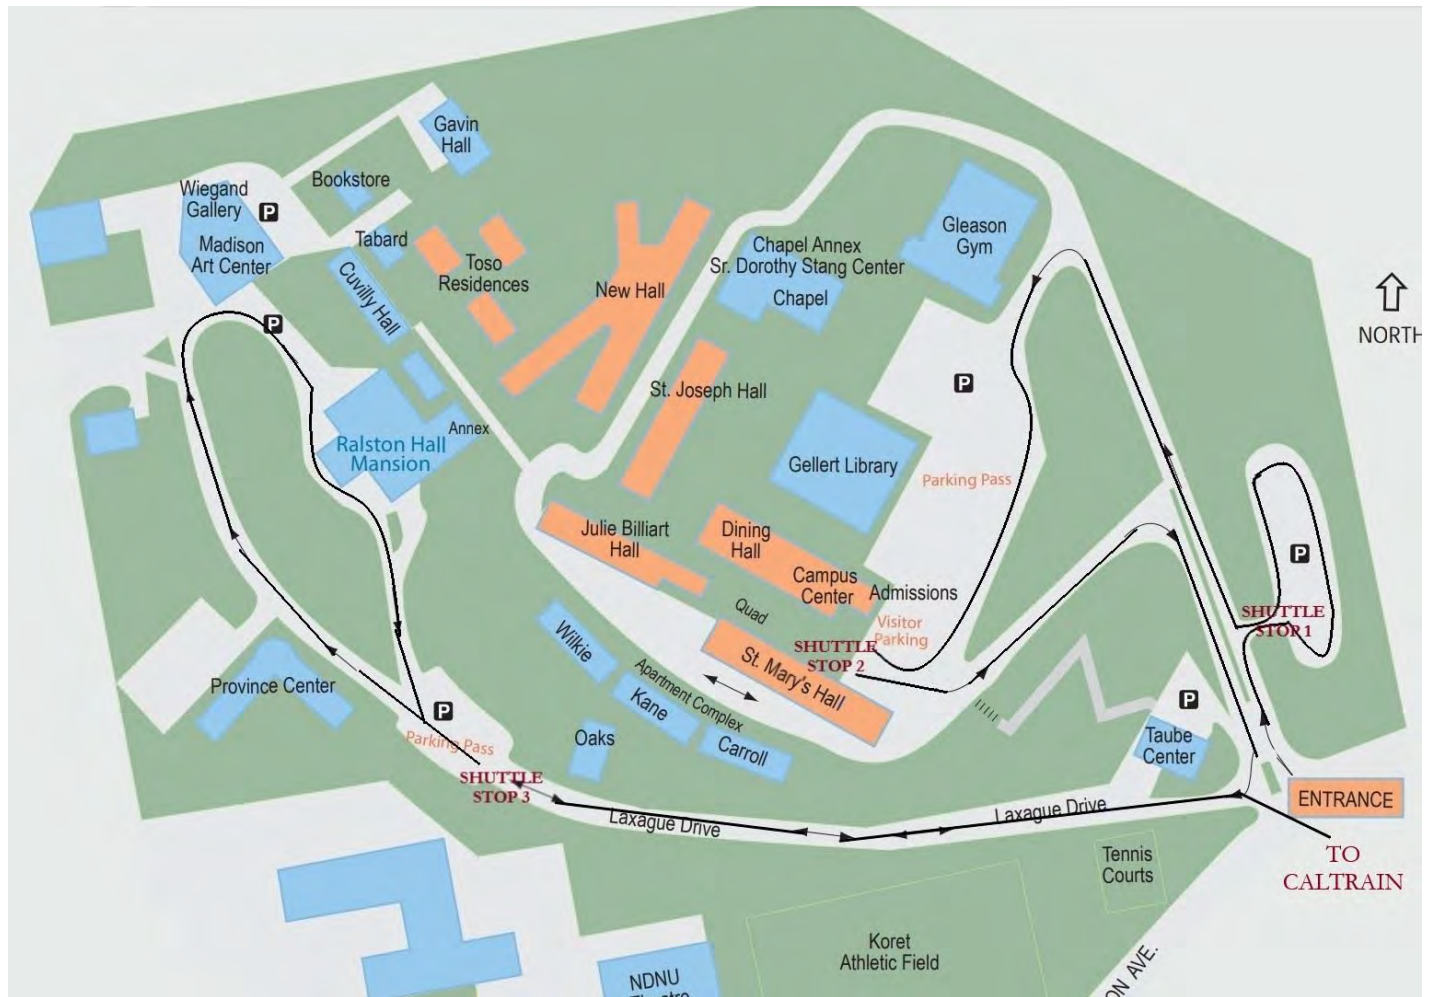 Gavin
Hall
Bookstore
Wiegand
Gallery
P
Madison
Art Center
Tabard
Cuvilly Hall
Toso
Residences
New Hall
Chapel Annex
Sr. Dorothy Stang Center
Chapel
Gleason
Gym
NORTH
P
P
St. Joseph Hall
Ralston Hall
Mansion
Annex
Gellert Library
Parking Pass
Julie Billiart
Hall
Dining
Hall
Campus
Center
Admissions
Visitor
Parking
Quad
P
SHUTTLE
STOP 1
SHUTTLE
STOP 2
St. Mary's Hall
Wilkie
Apartment Complex
Kane
Carroll
Oaks
Province Center
P
Parking Pass
SHUTTLE
STOP 3
P
Taube
Center
ENTRANCE
Laxague Drive
Laxague Drive
TO
CALTRAIN
Tennis
Courts
Koret
Athletic Field
NDNU
AVE.